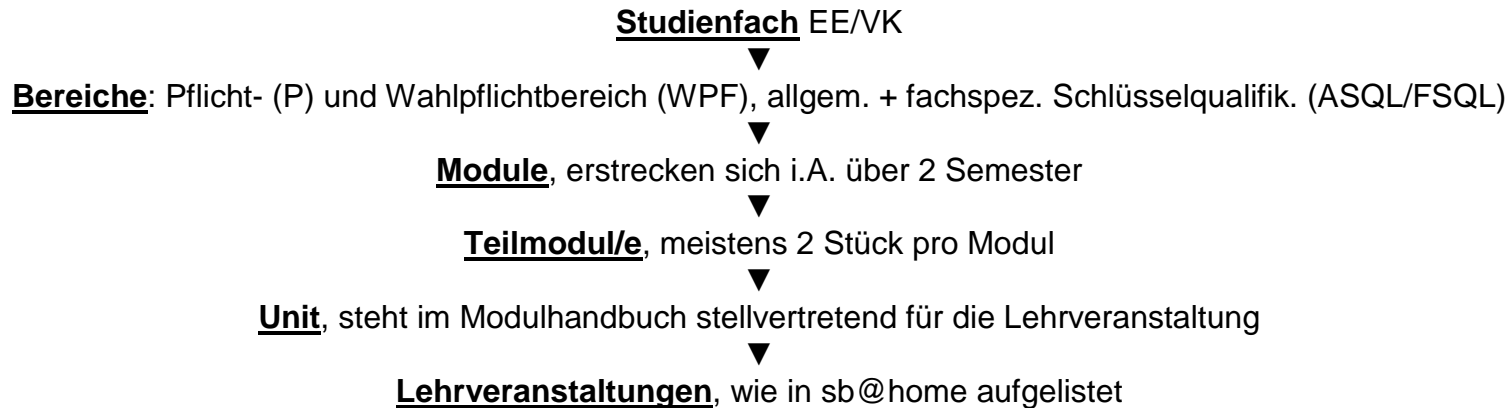 Studienfach EE/VK
▼
Bereiche: Pflicht- (P) und Wahlpflichtbereich (WPF), allgem. + fachspez. Schlüsselqualifik. (ASQL/FSQL)
▼
Module, erstrecken sich i.A. über 2 Semester
▼
Teilmodul/e, meistens 2 Stück pro Modul
▼
Unit, steht im Modulhandbuch stellvertretend für die Lehrveranstaltung
▼
Lehrveranstaltungen, wie in sb@home aufgelistet